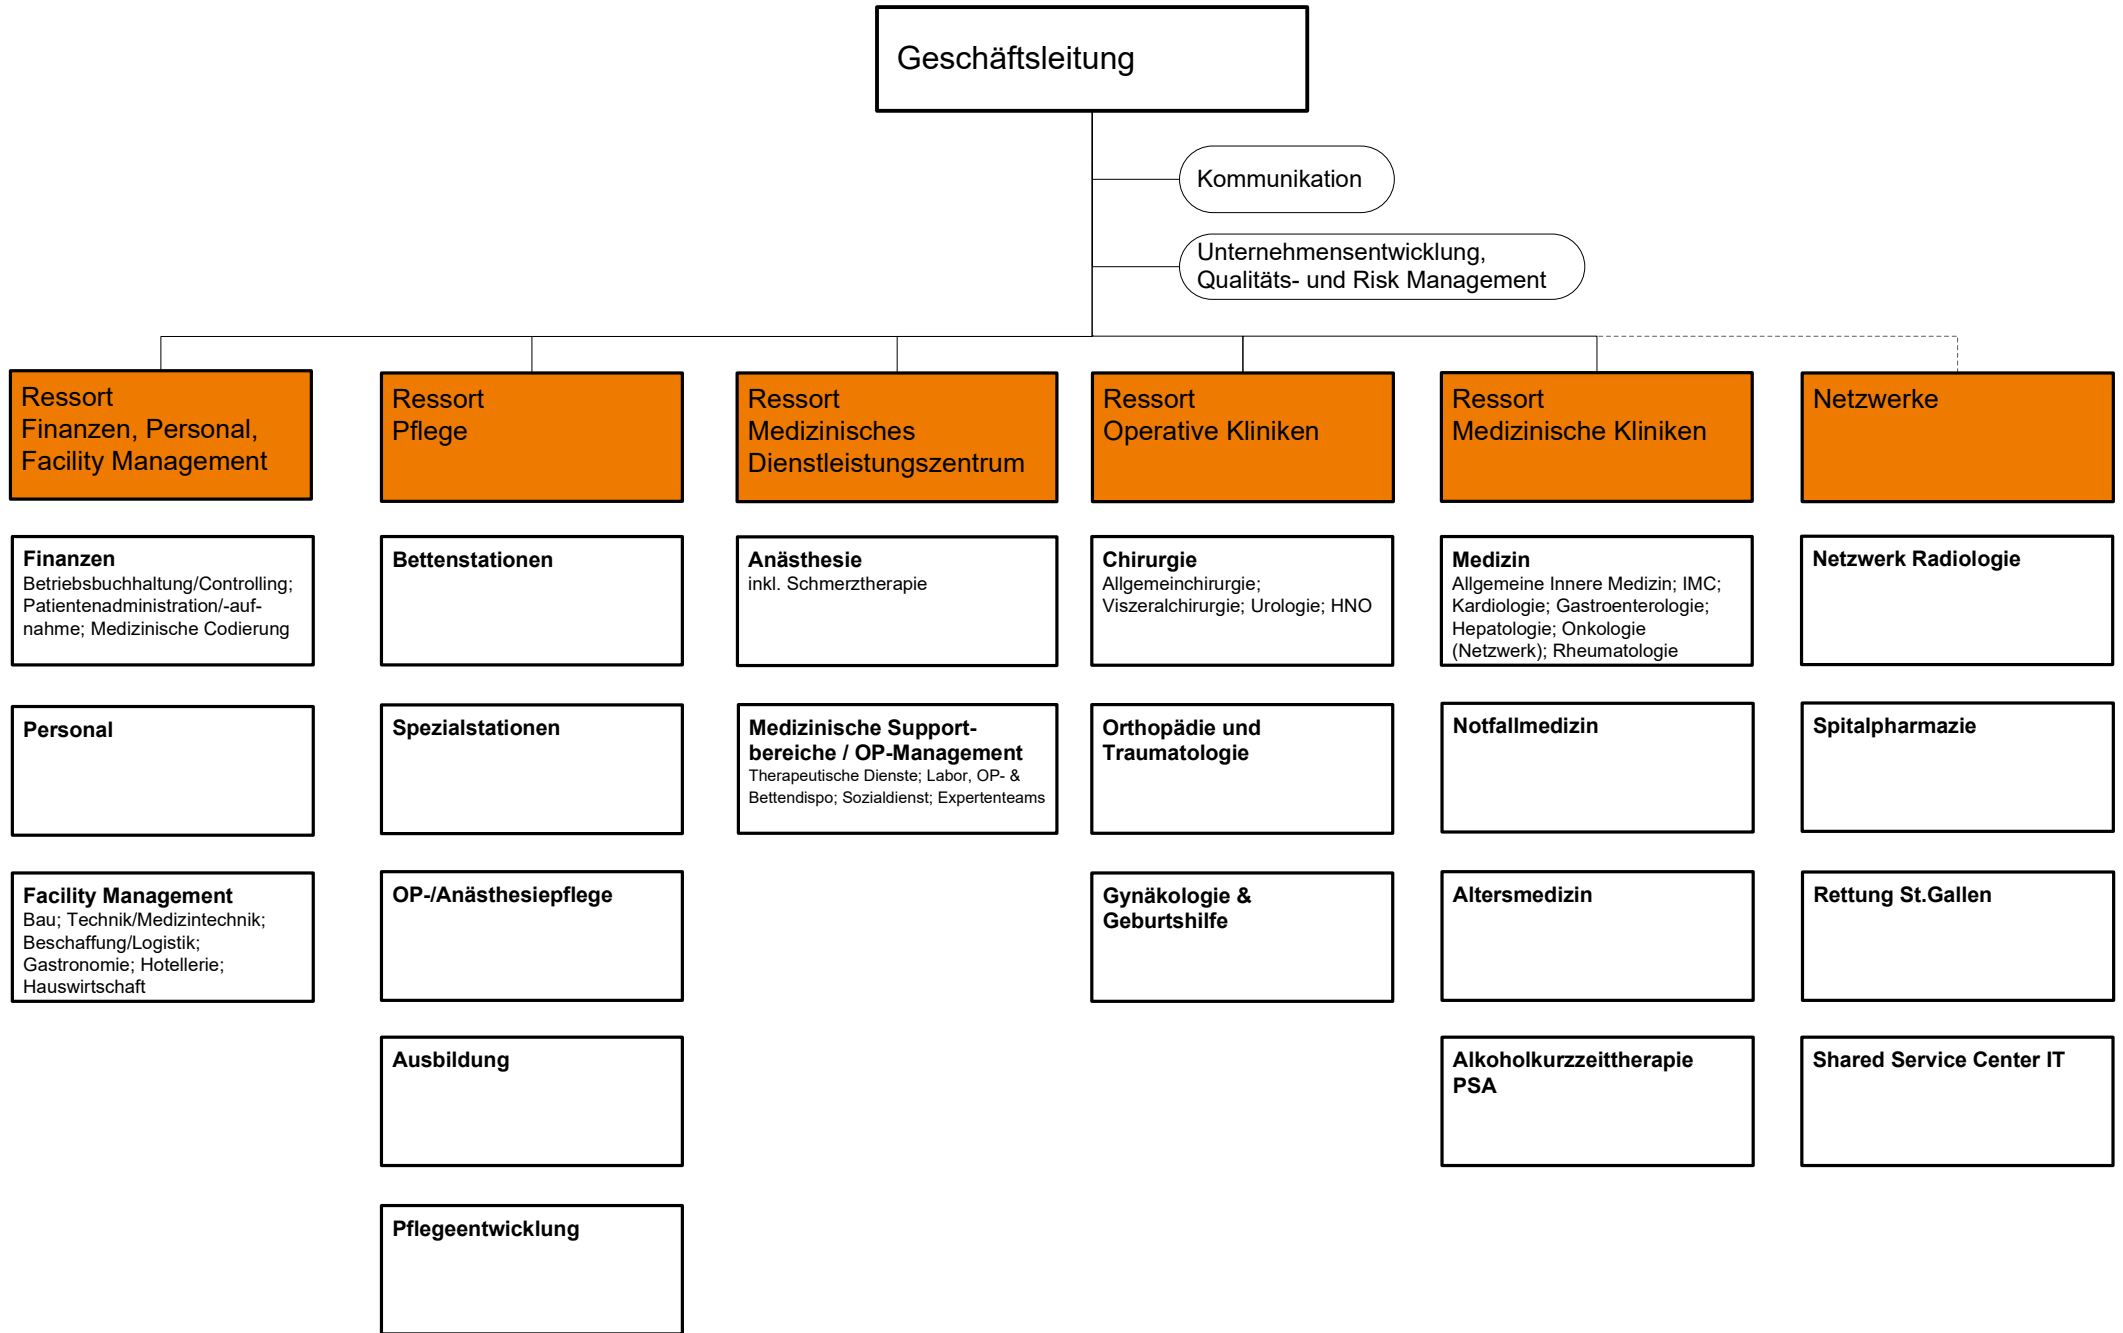 Geschäftsleitung
Kommunikation
Unternehmensentwicklung,
Qualitäts- und Risk Management
Ressort
Finanzen, Personal,
Facility Management
Ressort
Pflege
Ressort
Medizinisches
Dienstleistungszentrum
Ressort
Operative Kliniken
Ressort
Medizinische Kliniken
Netzwerke
Finanzen
Betriebsbuchhaltung/Controlling;
Patientenadministration/-auf-
nahme; Medizinische Codierung
Bettenstationen
Anästhesie
inkl. Schmerztherapie
Chirurgie
Allgemeinchirurgie;
Viszeralchirurgie; Urologie; HNO
Medizin
Allgemeine Innere Medizin; IMC;
Kardiologie; Gastroenterologie;
Hepatologie; Onkologie
(Netzwerk); Rheumatologie
Netzwerk Radiologie
Personal
Spezialstationen
Medizinische Support-
bereiche / OP-Management
Therapeutische Dienste; Labor, OP- &
Bettendispo; Sozialdienst; Expertenteams
Orthopädie und
Traumatologie
Notfallmedizin
Spitalpharmazie
Facility Management
Bau; Technik/Medizintechnik;
Beschaffung/Logistik;
Gastronomie; Hotellerie;
Hauswirtschaft
OP-/Anästhesiepflege
Gynäkologie &
Geburtshilfe
Altersmedizin
Rettung St.Gallen
Ausbildung
Alkoholkurzzeittherapie
PSA
Shared Service Center IT
Pflegeentwicklung